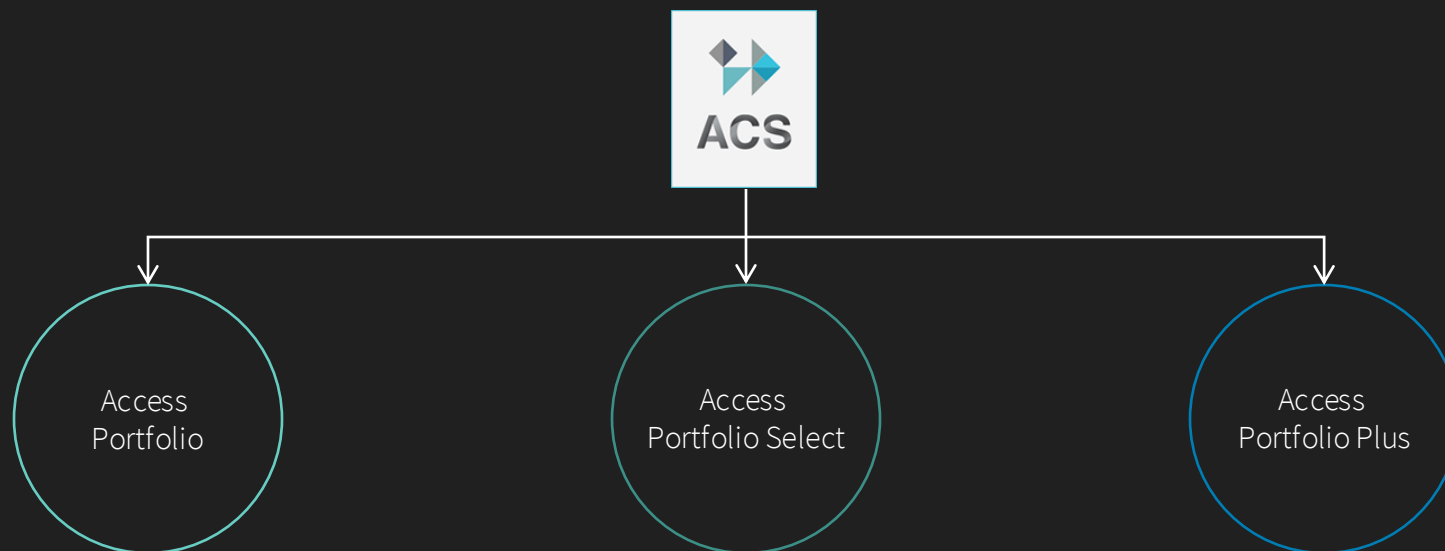 ACS
Access
Portfolio
Access
Portfolio Select
Access
Portfolio Plus